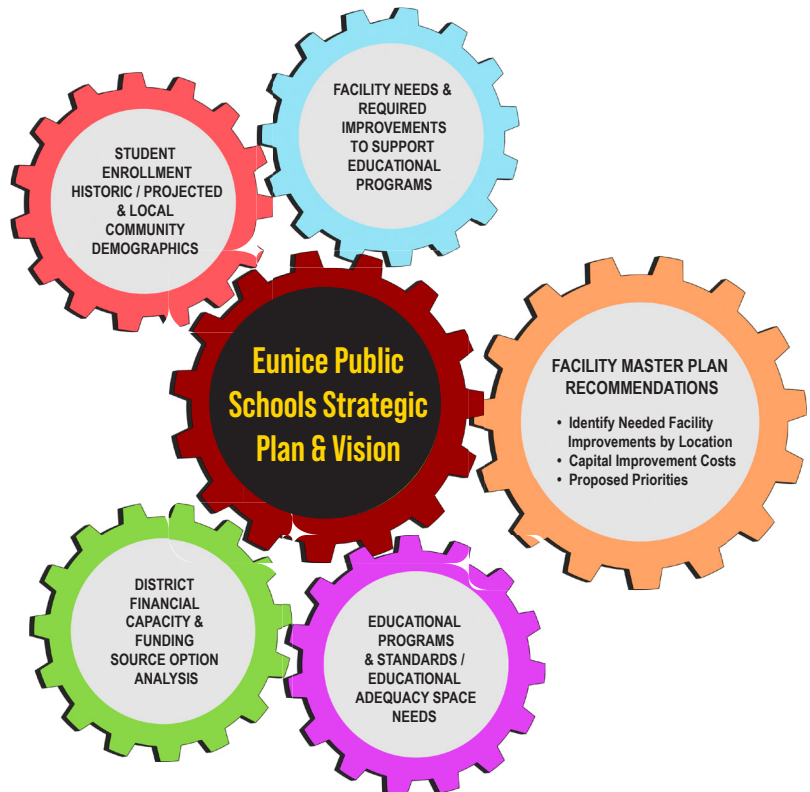 FACILITY NEEDS &
REQUIRED
IMPROVEMENTS
TO SUPPORT
EDUCATIONAL
PROGRAMS
STUDENT
ENROLLMENT
HISTORIC / PROJECTED
& LOCAL
COMMUNITY
DEMOGRAPHICS
Eunice Public
Schools Strategic
Plan & Vision
FACILITY MASTER PLAN
RECOMMENDATIONS
• Identify Needed Facility
Improvements by Location
• Capital Improvement Costs
• Proposed Priorities
DISTRICT
FINANCIAL
CAPACITY &
FUNDING
SOURCE OPTION
ANALYSIS
EDUCATIONAL
PROGRAMS
& STANDARDS /
EDUCATIONAL
ADEQUACY SPACE
NEEDS